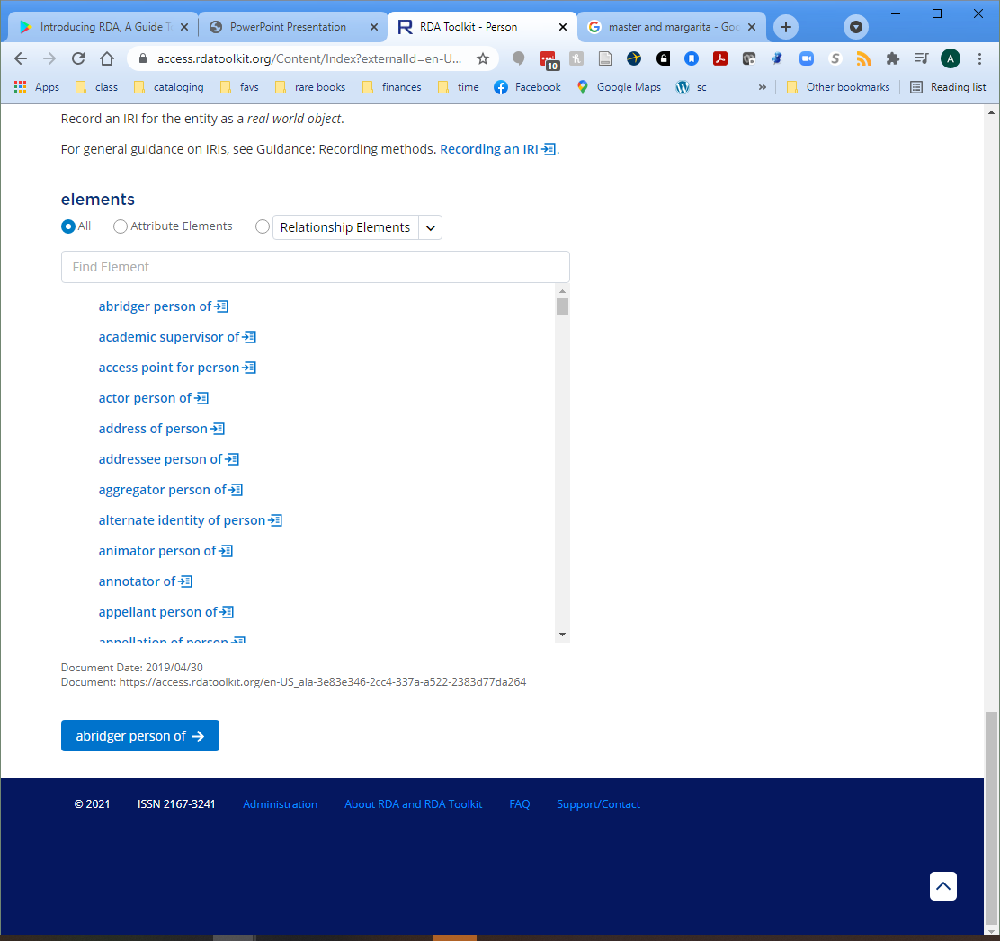 Introducing RDA, A Guide T
PowerPoint Presentation
RDA Toolkit - Person
master and margarita - Goo
access.rdatoolkit.org/Content/Index?externalId=en-U...
10
A
Apps
class
cataloging
favs
rare books
finances
time
Facebook
Google Maps
sc
»
Other bookmarks
Reading list
Record an IRI for the entity as a real-world object.
For general guidance on IRIs, see Guidance: Recording methods. Recording an IRI.
elements
All
Attribute Elements
Relationship Elements
Find Element
abridger person of
academic supervisor of
access point for person
actor person of
address of person
addressee person of
aggregator person of
alternate identity of person
animator person of
annotator of
appellant person of
appellation of person
Document Date: 2019/04/30
Document: https://access.rdatoolkit.org/en-US_ala-3e83e346-2cc4-337a-a522-2383d77da264
abridger person of
© 2021 ISSN 2167-3241 Administration About RDA and RDA Toolkit FAQ Support/Contact